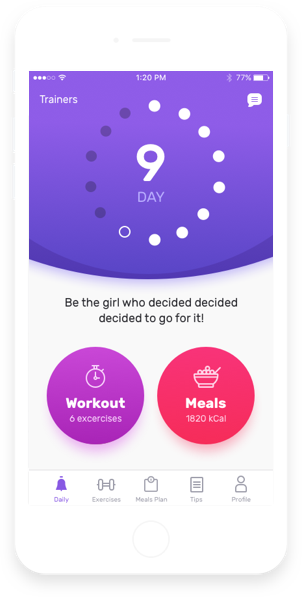 1:20 PM 77%
Trainers
9
DAY
Be the girl who decided decided
decided to go for it!
Workout
6 excercises
Meals
1820 kCal
Daily Exercises Meals Plan Tips Profile